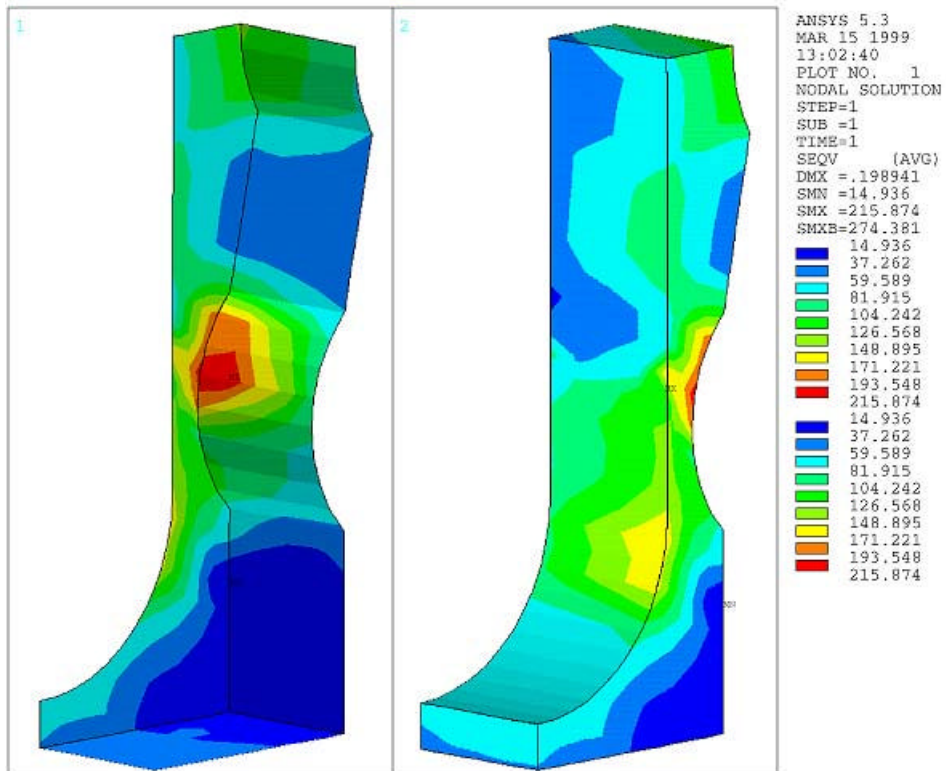 1
2
ANSYS 5.3
MAR 15 1999
13:02:40
PLOT NO. 1
NODAL SOLUTION
STEP=1
SUB =1
TIME=1
SEQV (AVG)
DMX =.198941
SMN =14.936
SMX =215.874
SMXB=274.381
14.936
37.262
59.589
81.915
104.242
126.568
148.895
171.221
193.548
215.874
14.936
37.262
59.589
81.915
104.242
126.568
148.895
171.221
193.548
215.874
MX
MN